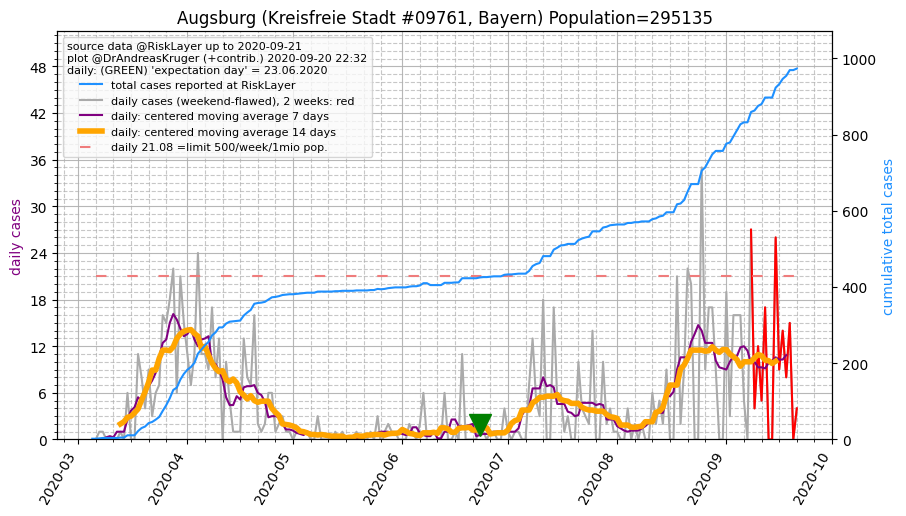 Augsburg (Kreisfreie Stadt #09761, Bayern) Population=295135
source data @RiskLayer up to 2020-09-21
plot @DrAndreasKruger (+contrib.) 2020-09-20 22:32
daily: (GREEN) 'expectation day' = 23.06.2020
total cases reported at RiskLayer
daily cases (weekend-flawed), 2 weeks: red
daily: centered moving average 7 days
daily: centered moving average 14 days
daily 21.08 =limit 500/week/1mio pop.
daily cases
48
42
36
30
24
18
12
6
0
1000
800
600
400
200
0
cumulative total cases
2020-03
2020-04
2020-05
2020-06
2020-07
2020-08
2020-09
2020-10